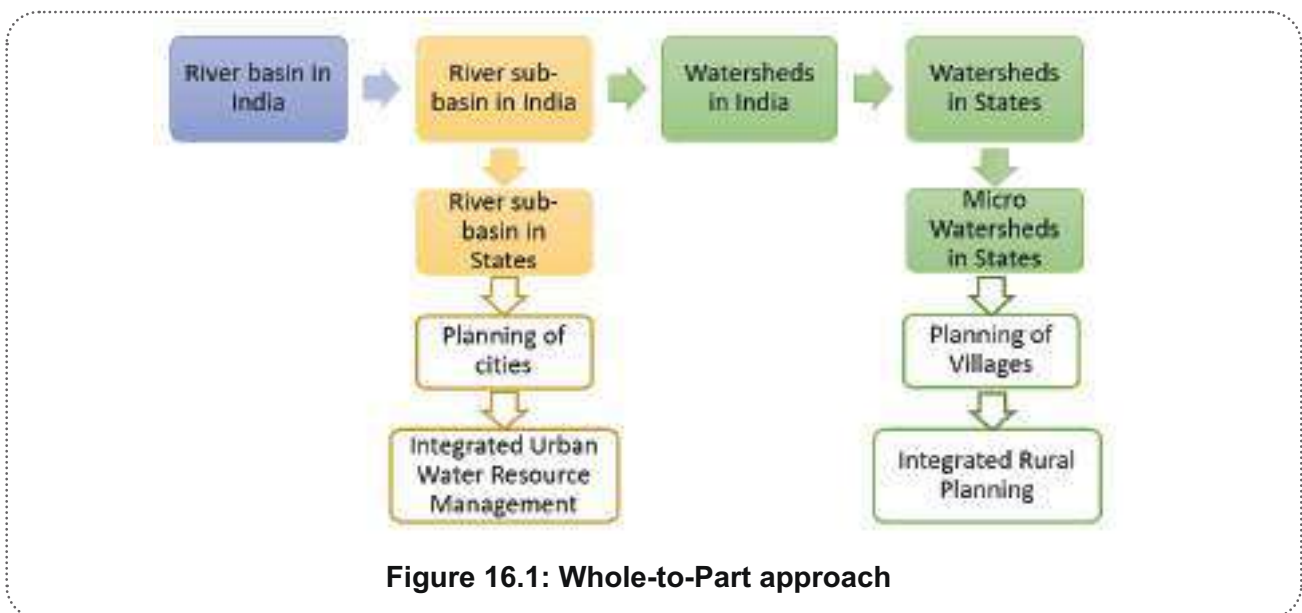 River basin in
India
River sub-
basin in India
Watersheds
in India
Watersheds
in States
River sub-
basin in
States
Micro
Watersheds
in States
Planning of
cities
Planning of
Villages
Integrated Urban
Water Resource
Management
Integrated Rural
Planning
Figure 16.1: Whole-to-Part approach